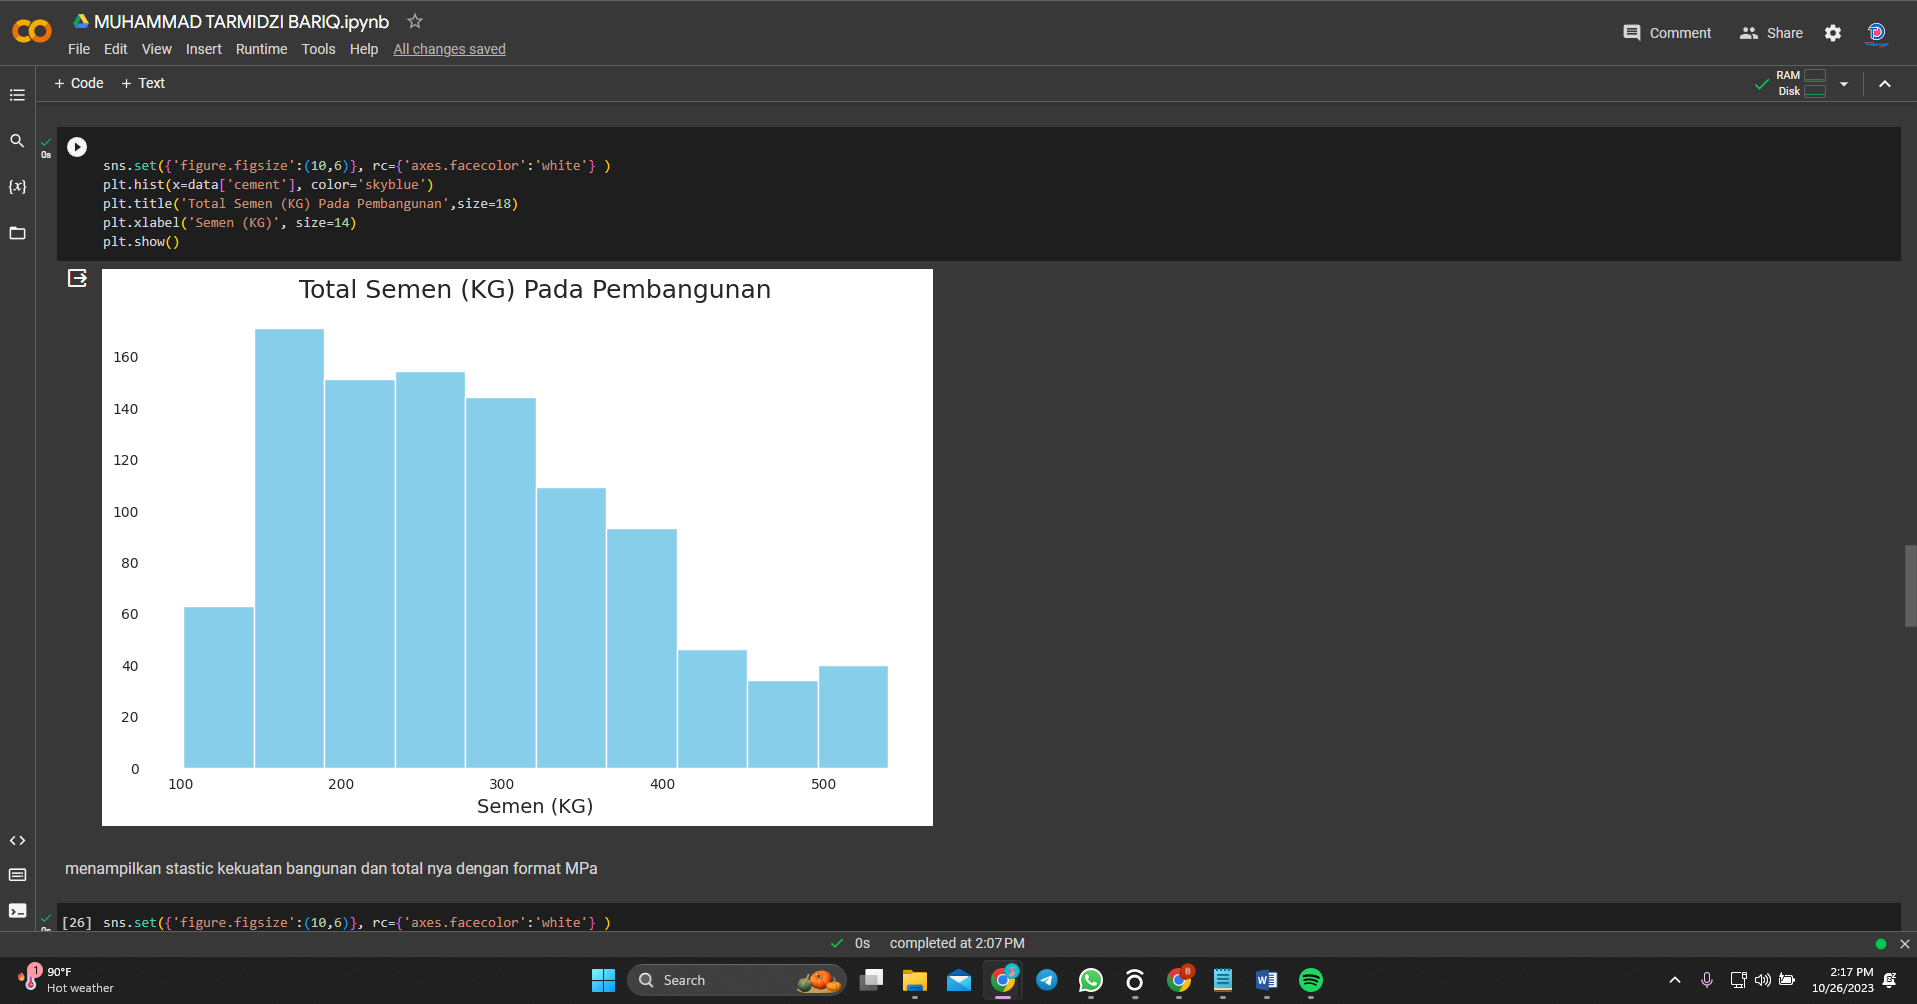 MUHAMMAD TARMIDZI BARIQ.ipynb
File Edit View Insert Runtime Tools Help All changes saved
Comment Share
+ Code + Text
RAM
Disk
0s
sns.set({'figure.figsize':(10,6)}, rc={'axes.facecolor':'white'} )
plt.hist(x=data['cement'], color='skyblue')
plt.title('Total Semen (KG) Pada Pembangunan',size=18)
plt.xlabel('Semen (KG)', size=14)
plt.show()
{x}
Total Semen (KG) Pada Pembangunan
160
140
120
100
80
60
40
20
0
100 200 300 400 500
Semen (KG)
menampilkan stastic kekuatan bangunan dan total nya dengan format MPa
[26] sns.set({'figure.figsize':(10,6)}, rc={'axes.facecolor':'white'} )
0s completed at 2:07 PM
1
90°F
Hot weather
Search
B
2:17 PM
10/26/2023